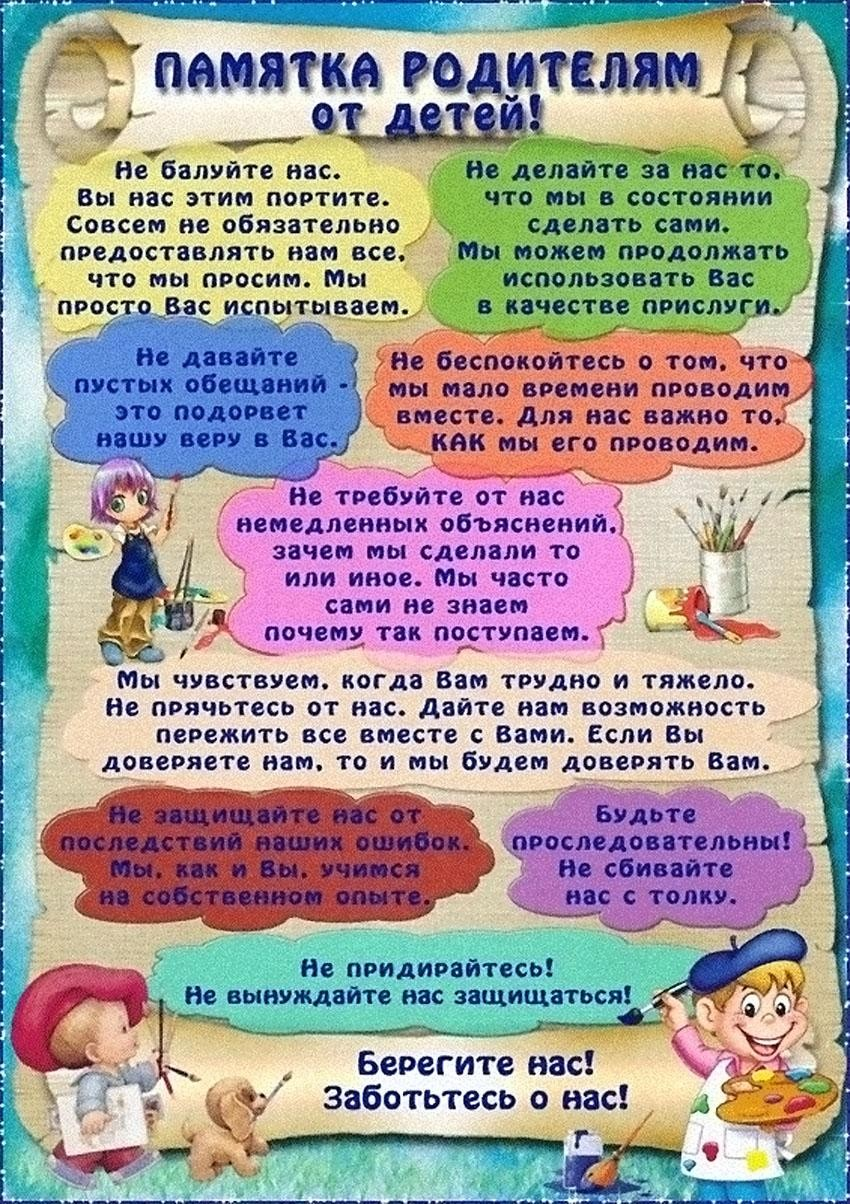 ПАМЯТКА РОДИТЕЛЯМ
от детей!
Не балуйте нас.
Вы нас этим портите.
Совсем не обязательно
предоставлять нам все,
что мы просим. Мы
просто Вас испытываем.
Не делайте за нас то,
что мы в состоянии
сделать сами.
Мы можем продолжать
использовать Вас
в качестве прислуги.
Не давайте
пустых обещаний -
это подорвет
нашу веру в Вас.
Не беспокойтесь о том, что
мы мало времени проводим
вместе. Для нас важно то,
КАК мы его проводим.
Не требуйте от нас
немедленных объяснений,
зачем мы сделали то
или иное. Мы часто
сами не знаем
почему так поступаем.
Мы чувствуем, когда Вам трудно и тяжело.
Не прячьтесь от нас. Дайте нам возможность
пережить все вместе с Вами. Если Вы
доверяете нам, то и мы будем доверять Вам.
Не защищайте нас от
последствий наших ошибок.
Мы, как и Вы, учимся
на собственном опыте.
Будьте
проследовательны!
Не сбивайте
нас с толку.
Не придирайтесь!
Не вынуждайте нас защищаться!
Берегите нас!
Заботьтесь о нас!